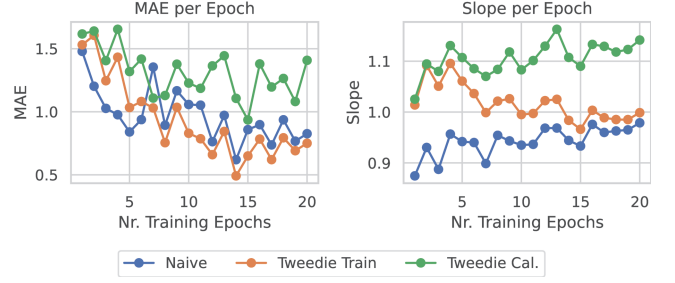 MAE per Epoch
Slope per Epoch
MAE
1.5
1.0
0.5
5
10
15
20
Nr. Training Epochs
Slope
1.1
1.0
0.9
5
10
15
20
Nr. Training Epochs
Naive
Tweedie Train
Tweedie Cal.